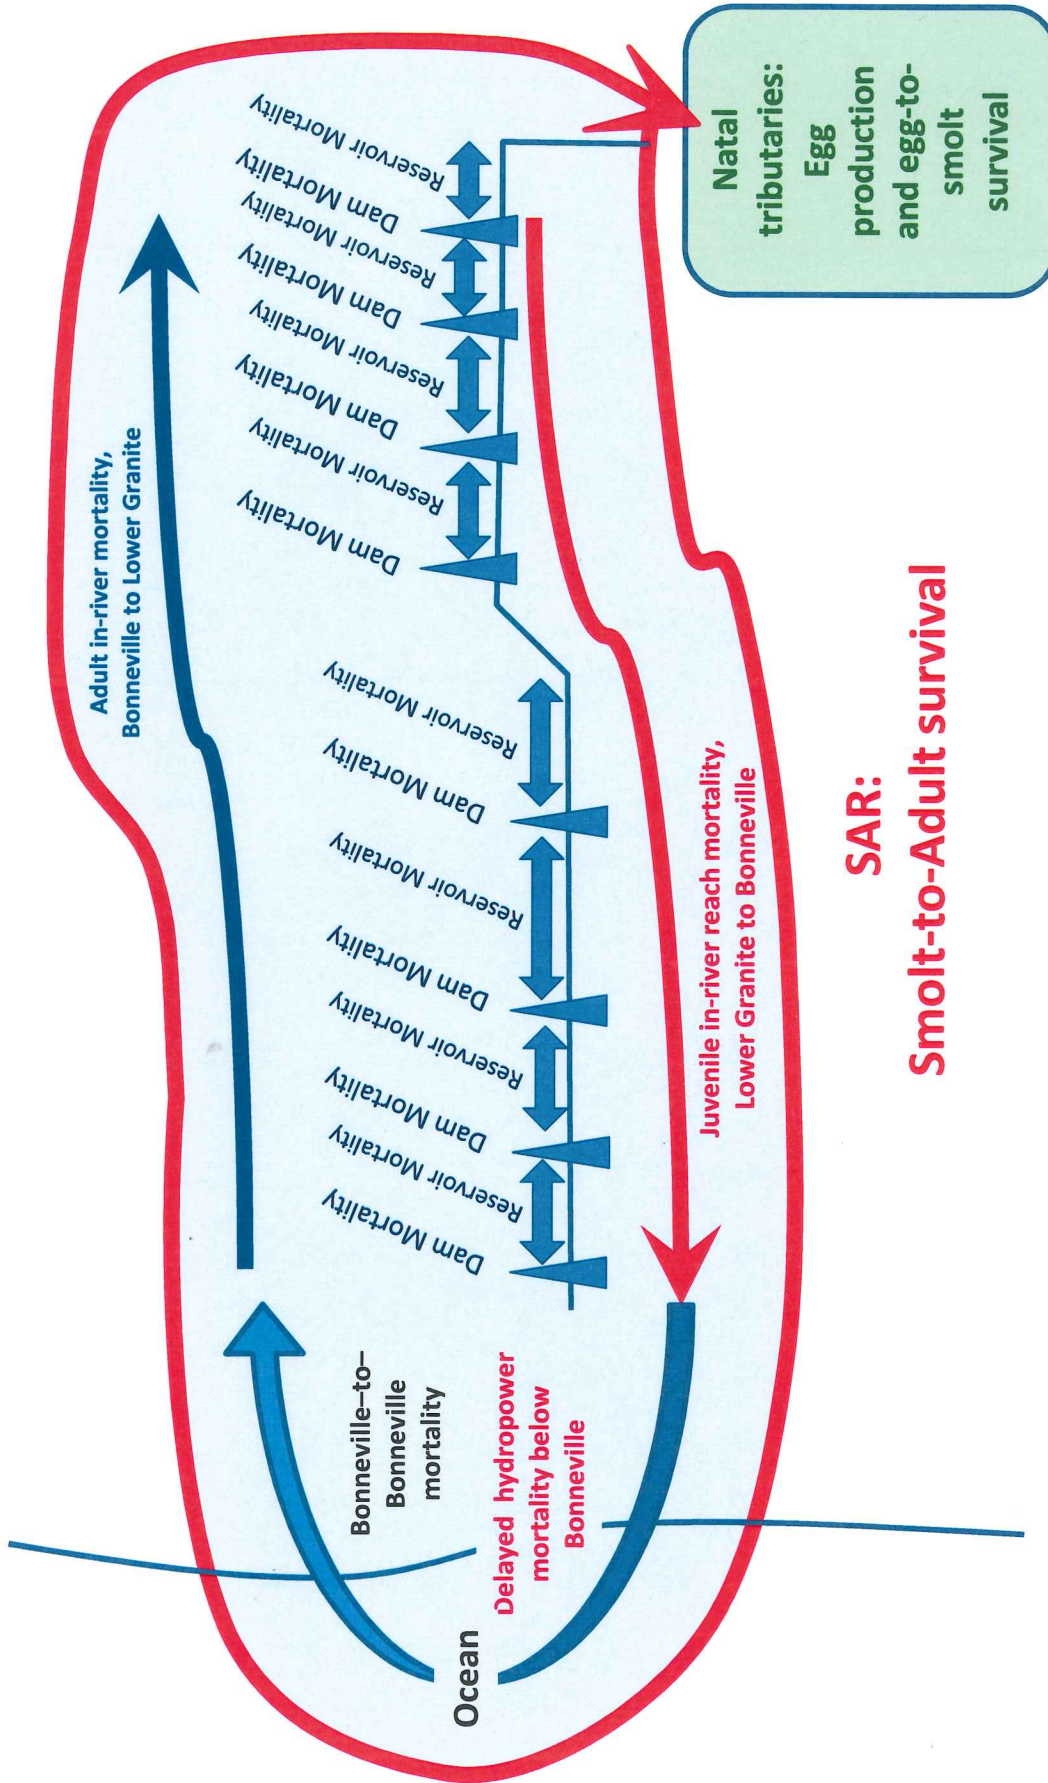 Adult in-river mortality,
Bonneville to Lower Granite
Dam Mortality
Reservoir Mortality
Dam Mortality
Reservoir Mortality
Dam Mortality
Reservoir Mortality
Dam Mortality
Reservoir Mortality
Dam Mortality
Reservoir Mortality
Dam Mortality
Reservoir Mortality
Dam Mortality
Reservoir Mortality
Dam Mortality
Reservoir Mortality
Bonneville–to–
Bonneville
mortality
Ocean
Delayed hydropower
mortality below
Bonneville
Juvenile in-river reach mortality,
Lower Granite to Bonneville
Natal
tributaries:
Egg
production
and egg-to-
smolt
survival
SAR:
Smolt-to-Adult survival